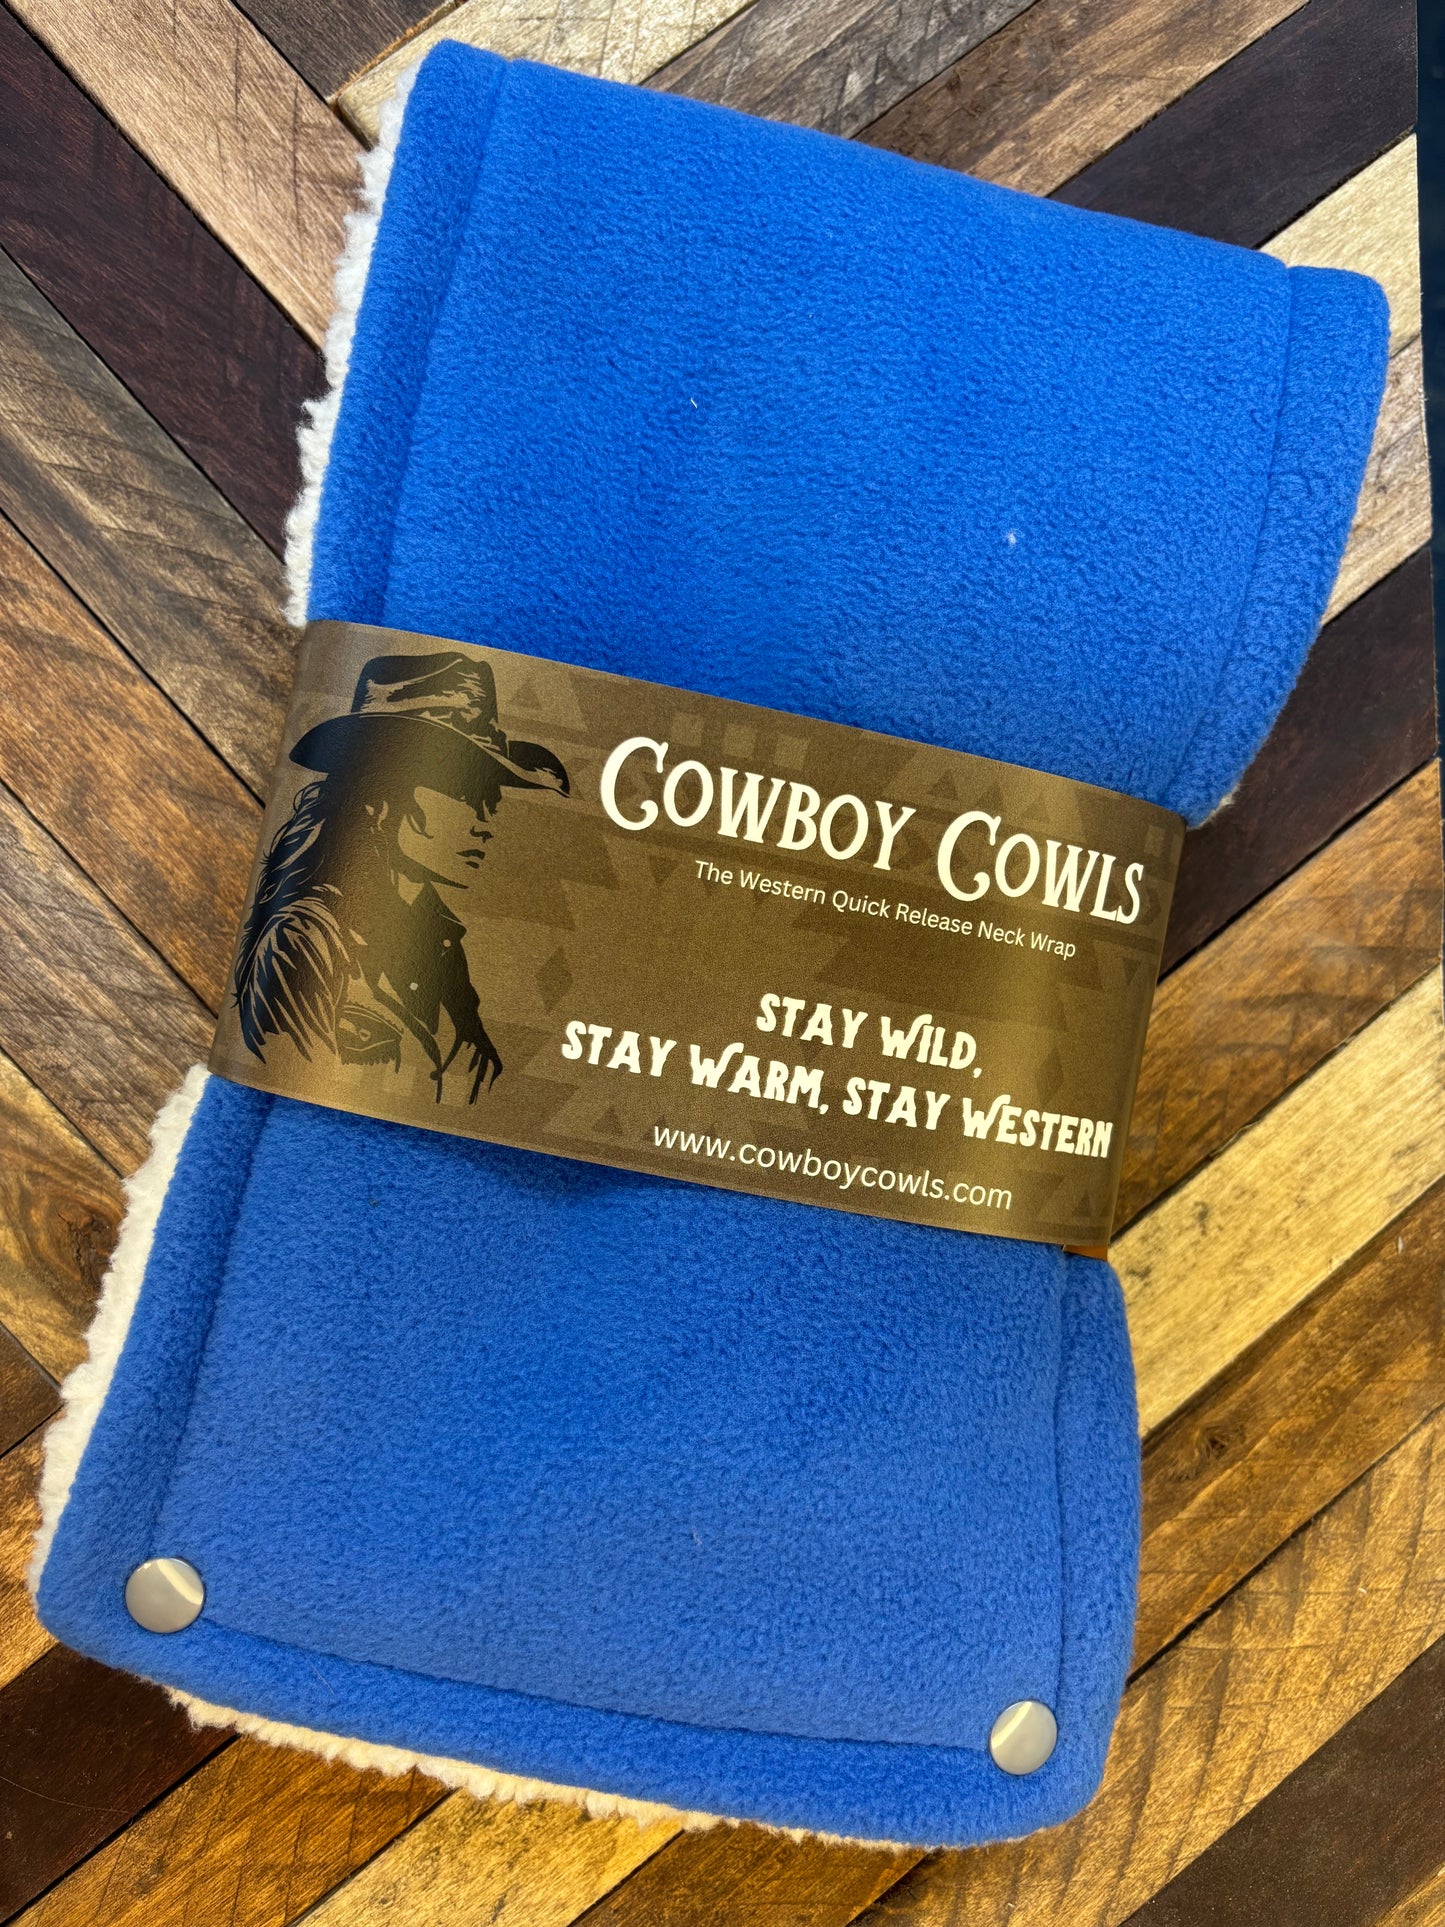 COWBOY COWLS
The Western Quick Release Neck Wrap
STAY WILD,
STAY WARM, STAY WESTERN
www.cowboycowls.com